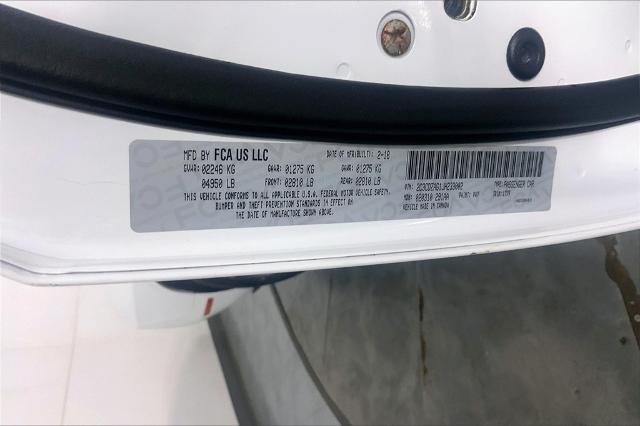 MFD BY FCA US LLC DATE OF MFR(BUILT): 2-18
GVWR: 02246 KG GAWR: 01275 KG GAWR: 01275 KG
04950 LB FRONT: 02810 LB REAR: 02810 LB
THIS VEHICLE CONFORMS TO ALL APPLICABLE U.S.A. FEDERAL MOTOR VEHICLE SAFETY
BUMPER AND THEFT PREVENTION STANDARDS IN EFFECT ON
THE DATE OF MANUFACTURE SHOWN ABOVE.
TYPE: PASSENGER CAR
VEHICLE MADE IN CANADA